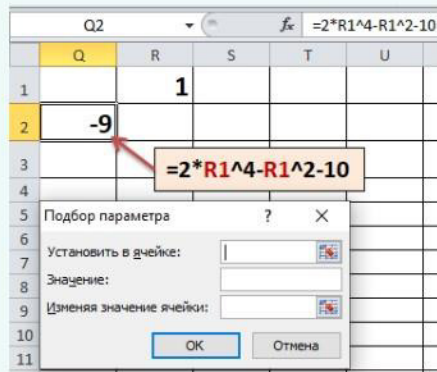 Q2 fx =2*R1^4-R1^2-10
Q R S T U
1 1
2 -9
3 =2*R1^4-R1^2-10
4
5 Подбор параметра ? ×
6 Установить в ячейке:
7
8 Значение:
9 Изменяя значение ячейки:
10 ОК Отмена
11